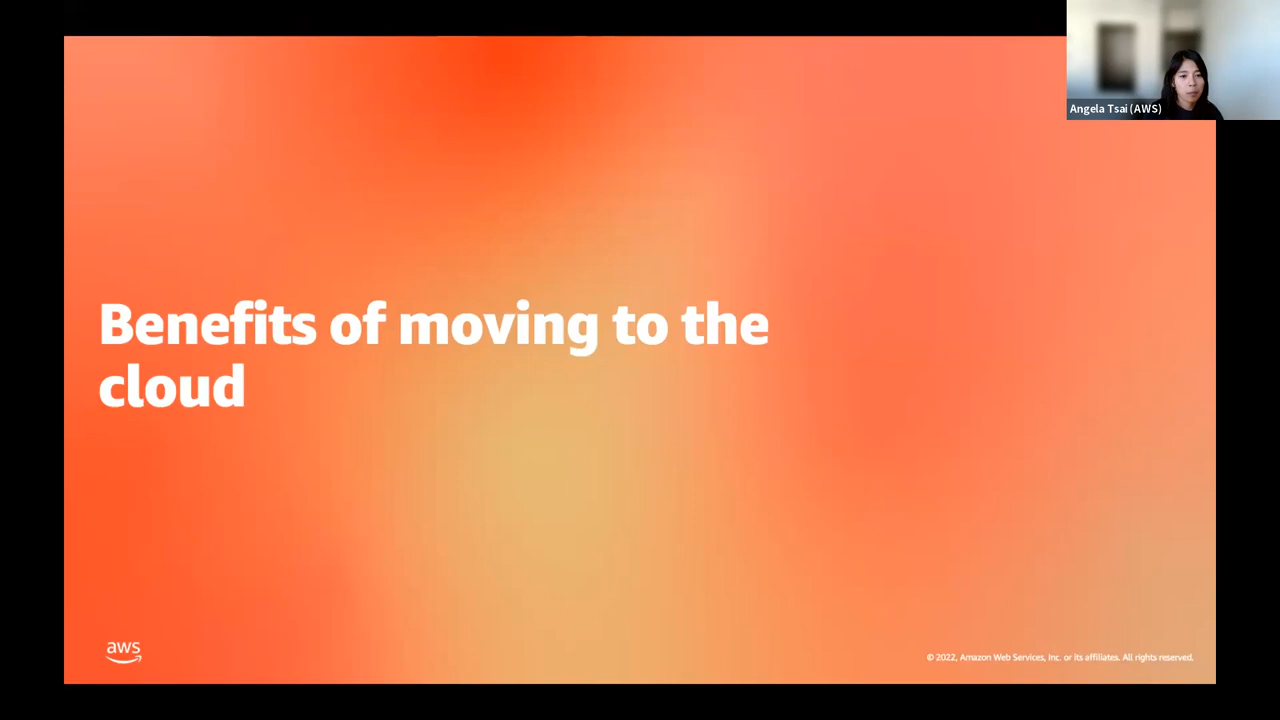 Angela Tsai (AWS)
Benefits of moving to the
cloud
aws
© 2022, Amazon Web Services, Inc. or its affiliates. All rights reserved.